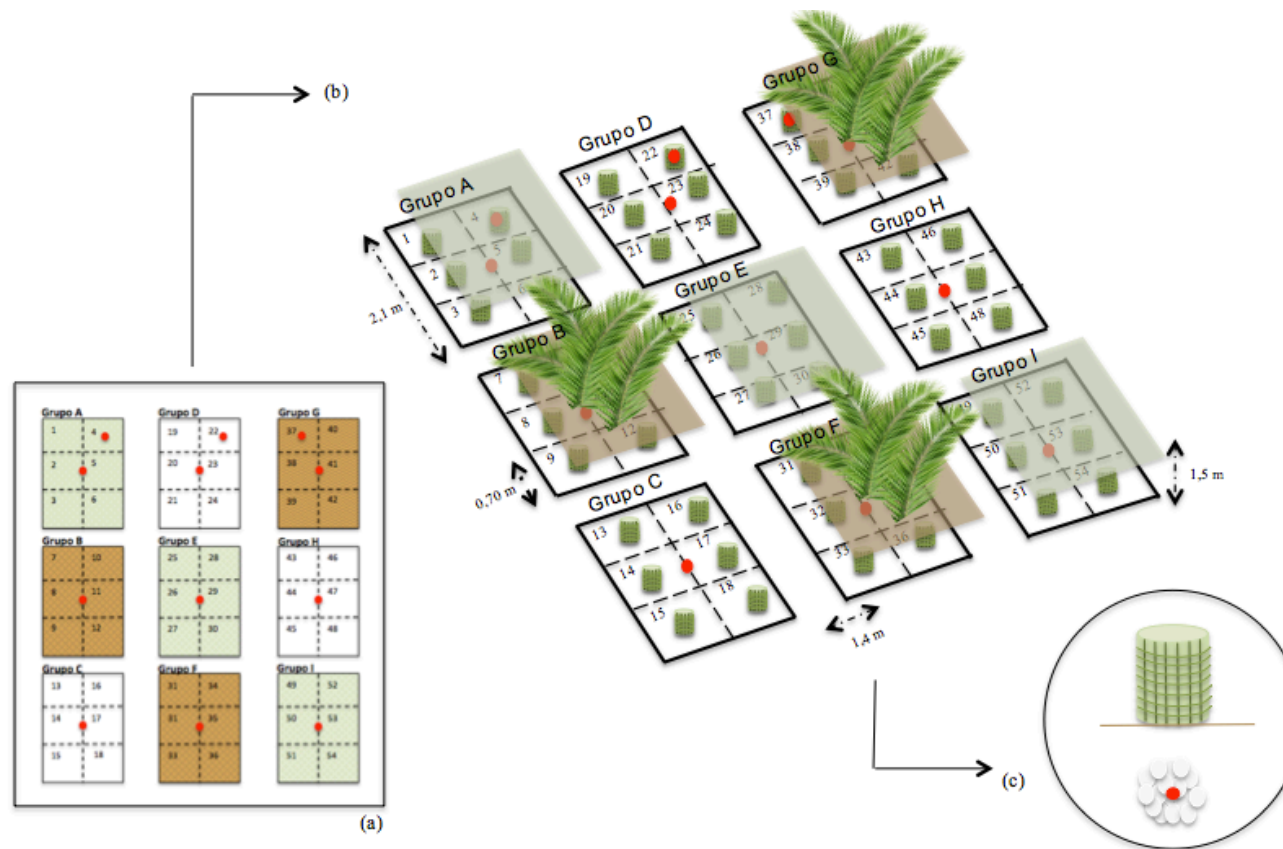 (b)
Grupo G
37
38
39
42
Grupo D
19 22
20 23
21 24
Grupo A
1 4
2 5
3 6
2,1 m
Grupo H
43 46
44
45 48
Grupo E
25 28
26 29
27 30
Grupo B
7
8
9 12
0,70 m
Grupo I
49 52
50 53
51 54
1,5 m
Grupo F
31
32
33 36
1,4 m
Grupo C
13 16
14 17
15 18
Grupo A Grupo D Grupo G
1 4 19 22 37 40
2 5 20 23 38 41
3 6 21 24 39 42
Grupo B Grupo E Grupo H
7 10 25 28 43 46
8 11 26 29 44 47
9 12 27 30 45 48
Grupo C Grupo F Grupo I
13 16 31 34 49 52
14 17 31 35 50 53
15 18 33 36 51 54
(a)
(c)